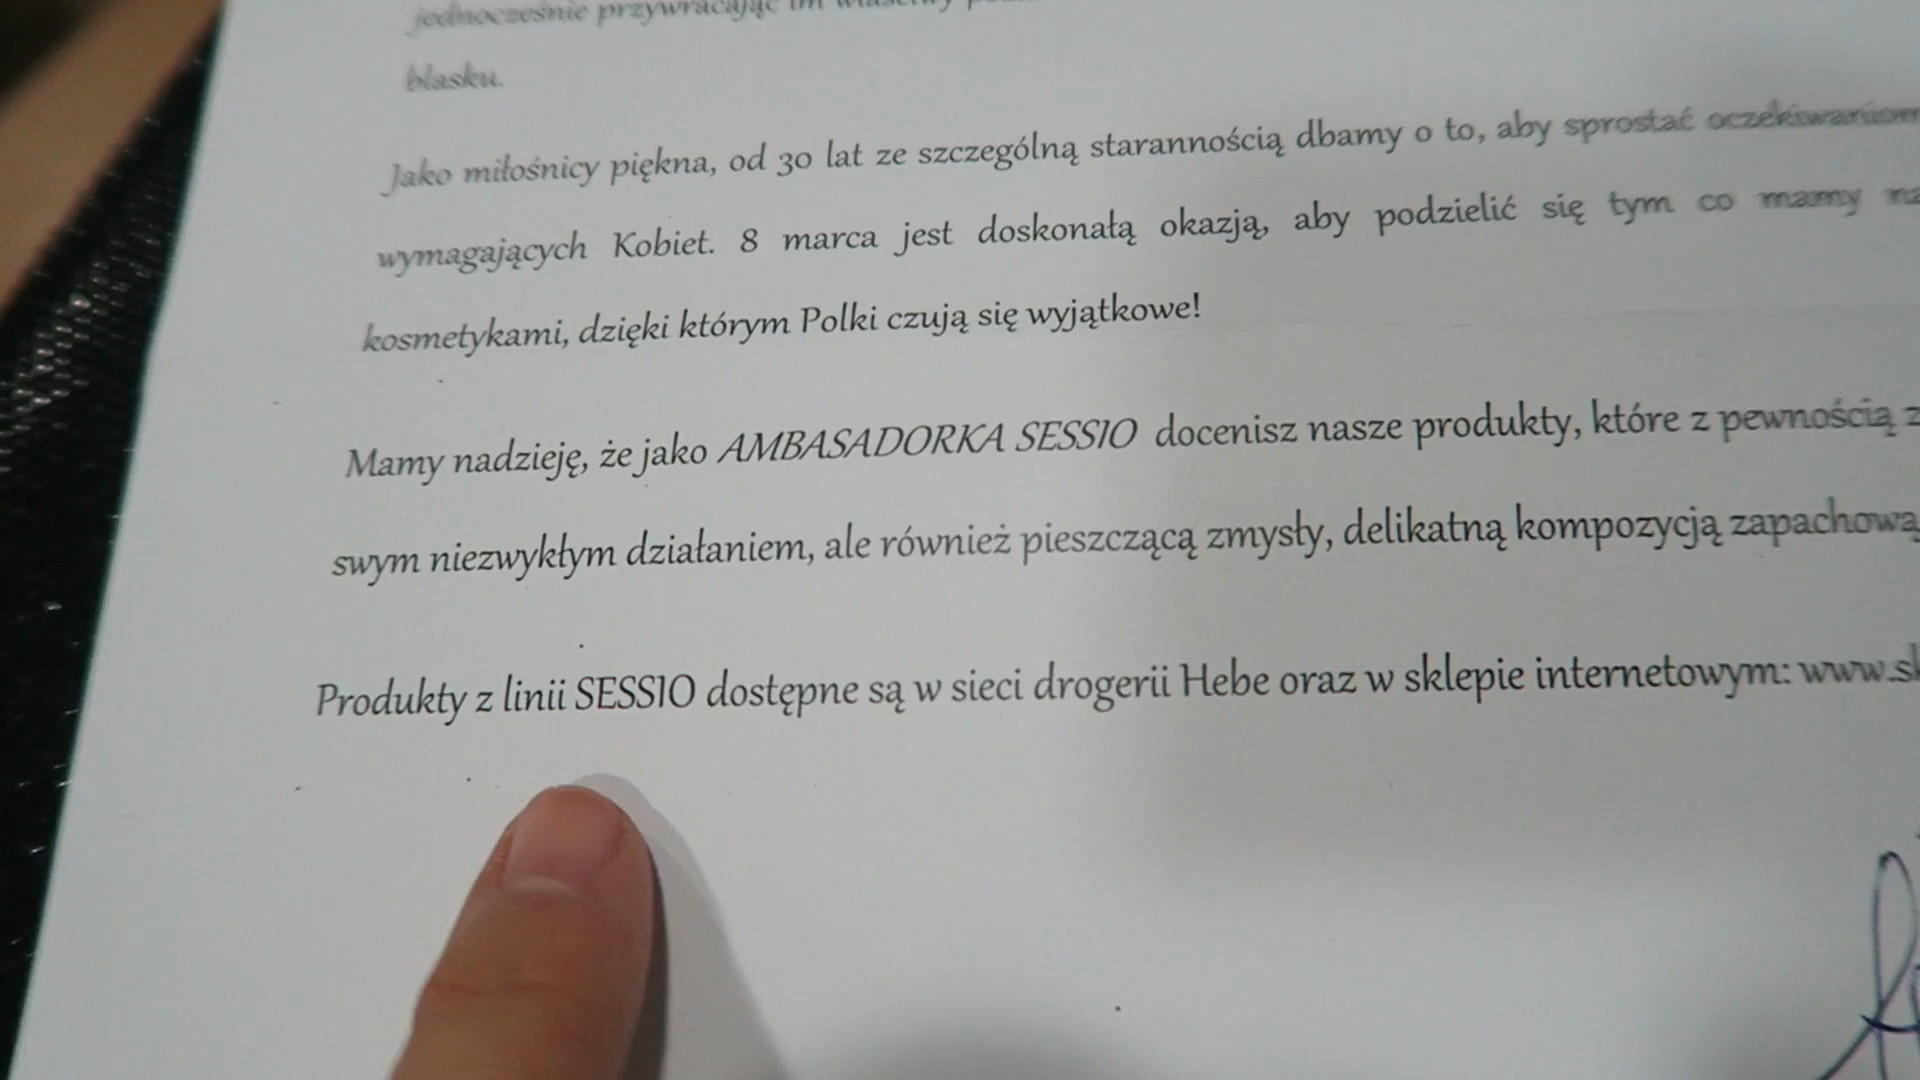 jednocześnie przywracając im właściwy
blasku.
Jako miłośnicy piękna, od 30 lat ze szczególną starannością dbamy o to, aby sprostać oczekiwaniom
wymagających Kobiet. 8 marca jest doskonałą okazją, aby podzielić się tym co mamy na
kosmetykami, dzięki którym Polki czują się wyjątkowe!
Mamy nadzieję, że jako AMBASADORKA SESSIO docenisz nasze produkty, które z pewnością z
swym niezwykłym działaniem, ale również pieszczącą zmysły, delikatną kompozycją zapachową
Produkty z linii SESSIO dostępne są w sieci drogerii Hebe oraz w sklepie internetowym: www.sk